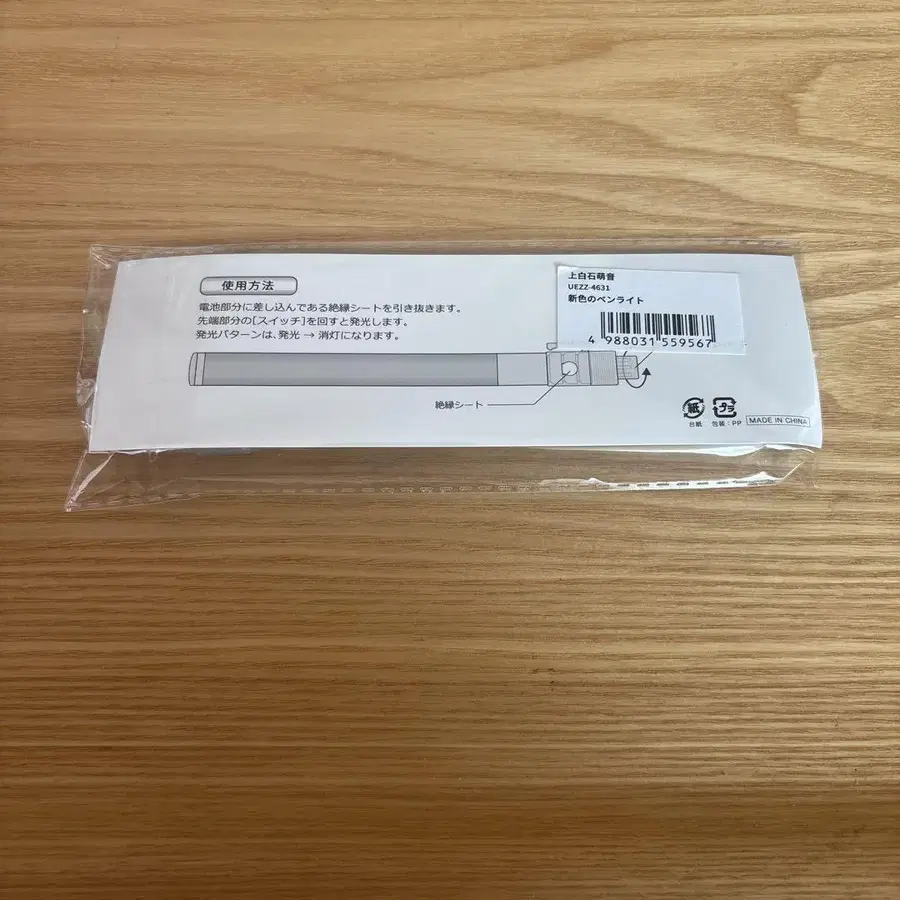 使用方法
電池部分に差し込んである絶縁シートを引き抜きます。
先端部分の[スイッチ]を回すと発光します。
発光パターンは、発光 → 消灯になります。
絶縁シート
上白石萌音
UEZZ-4631
新色のペンライト
4 988031 559567
紙
プラ
台紙 包装：PP
MADE IN CHINA